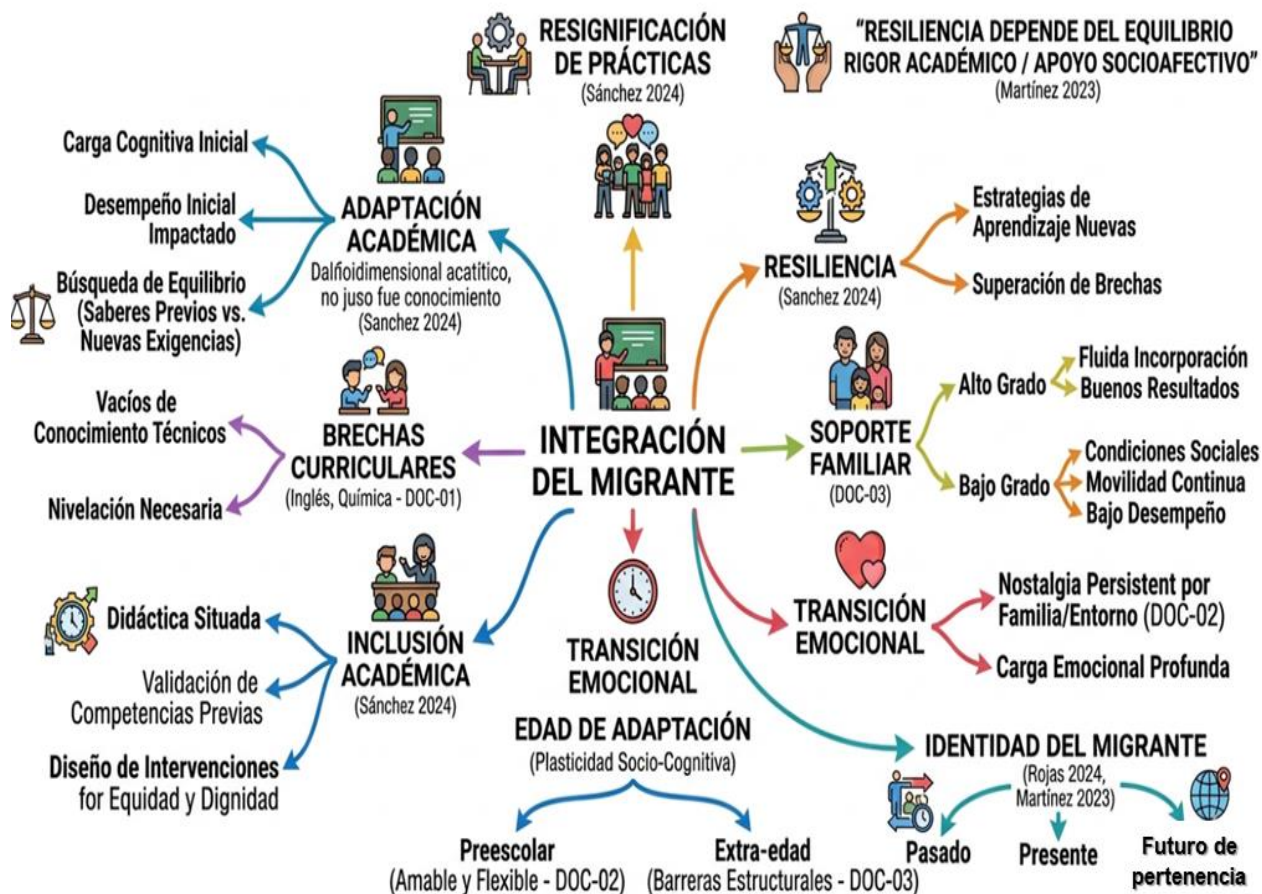 RESIGNIFICACIÓN
DE PRÁCTICAS
(Sánchez 2024)
“RESILIENCIA DEPENDE DEL EQUILIBRIO
RIGOR ACADÉMICO / APOYO SOCIOAFECTIVO”
(Martínez 2023)
Carga Cognitiva Inicial
Desempeño Inicial
Impactado
Búsqueda de Equilibrio
(Saberes Previos vs.
Nuevas Exigencias)
ADAPTACIÓN
ACADÉMICA
Dalñoidimensional acatítico,
no juso fue conocimiento
(Sanchez 2024)
RESILIENCIA
(Sanchez 2024)
Estrategias de
Aprendizaje Nuevas
Superación de Brechas
Vacíos de
Conocimiento Técnicos
Nivelación Necesaria
BRECHAS
CURRICULARES
(Inglés, Química - DOC-01)
INTEGRACIÓN
DEL MIGRANTE
SOPORTE
FAMILIAR
(DOC-03)
Alto Grado
Fluida Incorporación
Buenos Resultados
Bajo Grado
Condiciones Sociales
Movilidad Continua
Bajo Desempeño
Didáctica Situada
Validación de
Competencias Previas
Diseño de Intervenciones
for Equidad y Dignidad
INCLUSIÓN
ACADÉMICA
(Sánchez 2024)
TRANSICIÓN
EMOCIONAL
TRANSICIÓN
EMOCIONAL
Nostalgia Persistent por
Familia/Entorno (DOC-02)
Carga Emocional Profunda
EDAD DE ADAPTACIÓN
(Plasticidad Socio-Cognitiva)
Preescolar
(Amable y Flexible - DOC-02)
Extra-edad
(Barreras Estructurales - DOC-03)
IDENTIDAD DEL MIGRANTE
(Rojas 2024,
Martínez 2023)
Pasado
Presente
Futuro de
pertenencia